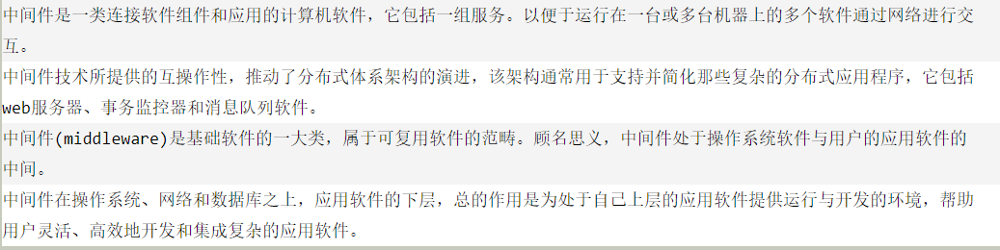 中间件是一类连接软件组件和应用的计算机软件，它包括一组服务。以便于运行在一台或多台机器上的多个软件通过网络进行交
互。
中间件技术所提供的互操作性，推动了分布式体系架构的演进，该架构通常用于支持并简化那些复杂的分布式应用程序，它包括
web服务器、事务监控器和消息队列软件。
中间件(middleware)是基础软件的一大类，属于可复用软件的范畴。顾名思义，中间件处于操作系统软件与用户的应用软件的
中间。
中间件在操作系统、网络和数据库之上，应用软件的下层，总的作用是为处于自己上层的应用软件提供运行与开发的环境，帮助
用户灵活、高效地开发和集成复杂的应用软件。